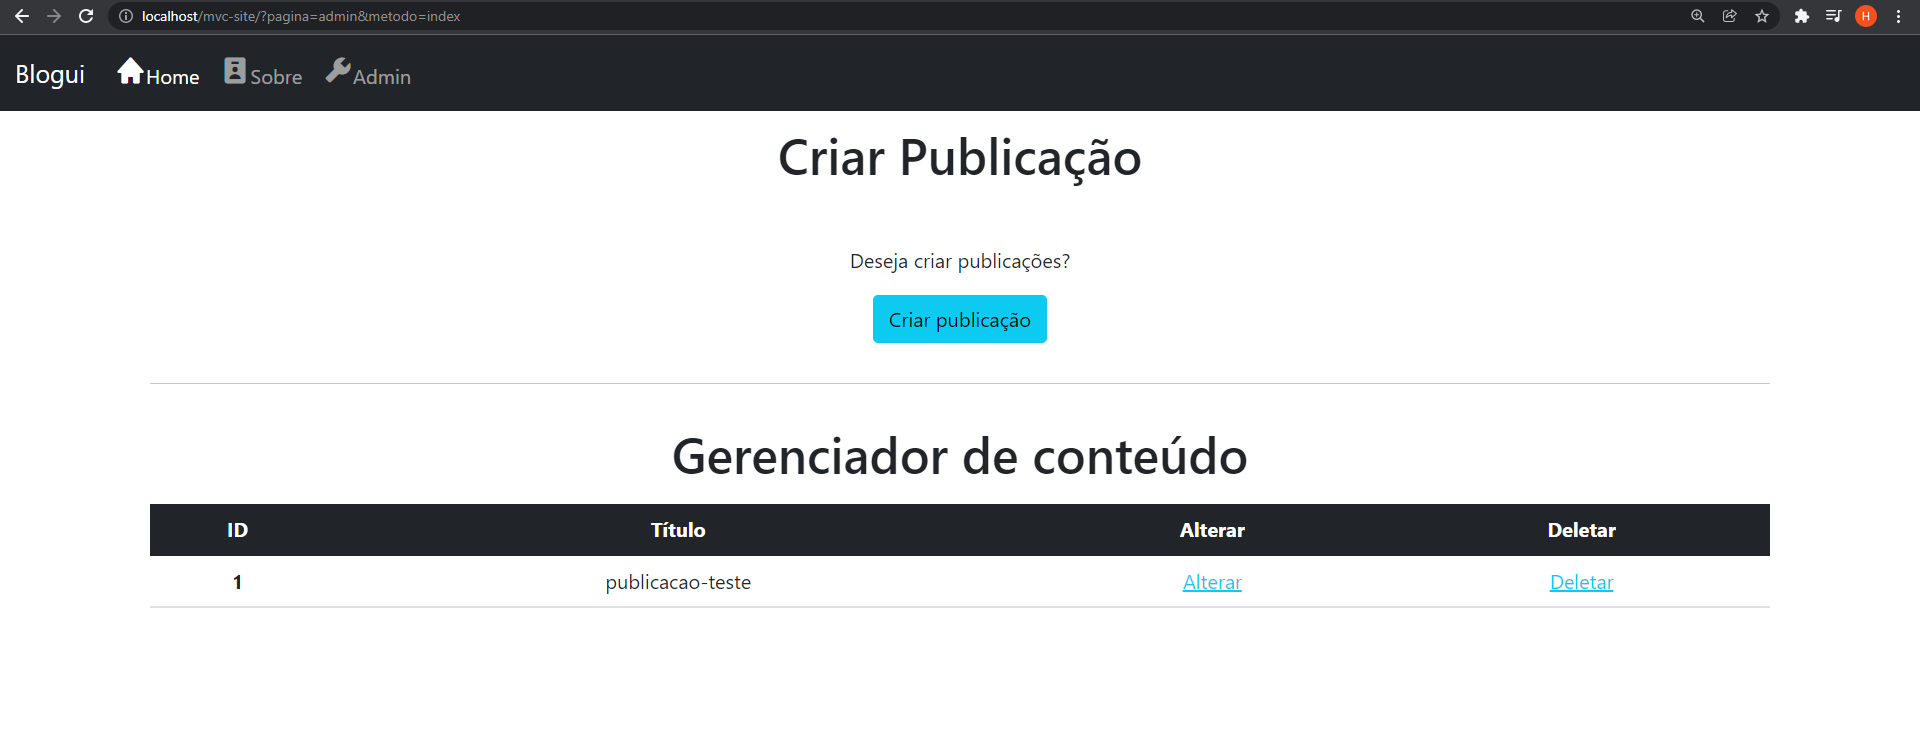 localhost/mvc-site/?pagina=admin&metodo=index
H
Blogui Home Sobre Admin
Criar Publicação
Deseja criar publicações?
Criar publicação
Gerenciador de conteúdo
ID Título Alterar Deletar
1 publicacao-teste Alterar Deletar